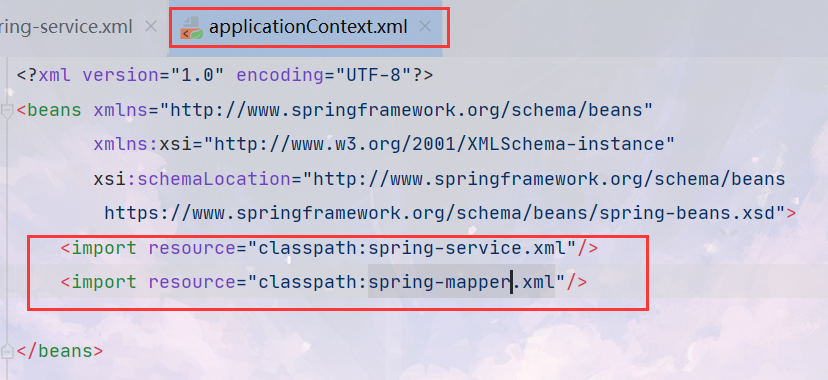 ring-service.xml applicationContext.xml
<?xml version="1.0" encoding="UTF-8"?>
<beans xmlns="http://www.springframework.org/schema/beans"
xmlns:xsi="http://www.w3.org/2001/XMLSchema-instance"
xsi:schemaLocation="http://www.springframework.org/schema/beans
https://www.springframework.org/schema/beans/spring-beans.xsd">
<import resource="classpath:spring-service.xml"/>
<import resource="classpath:spring-mapper.xml"/>
</beans>